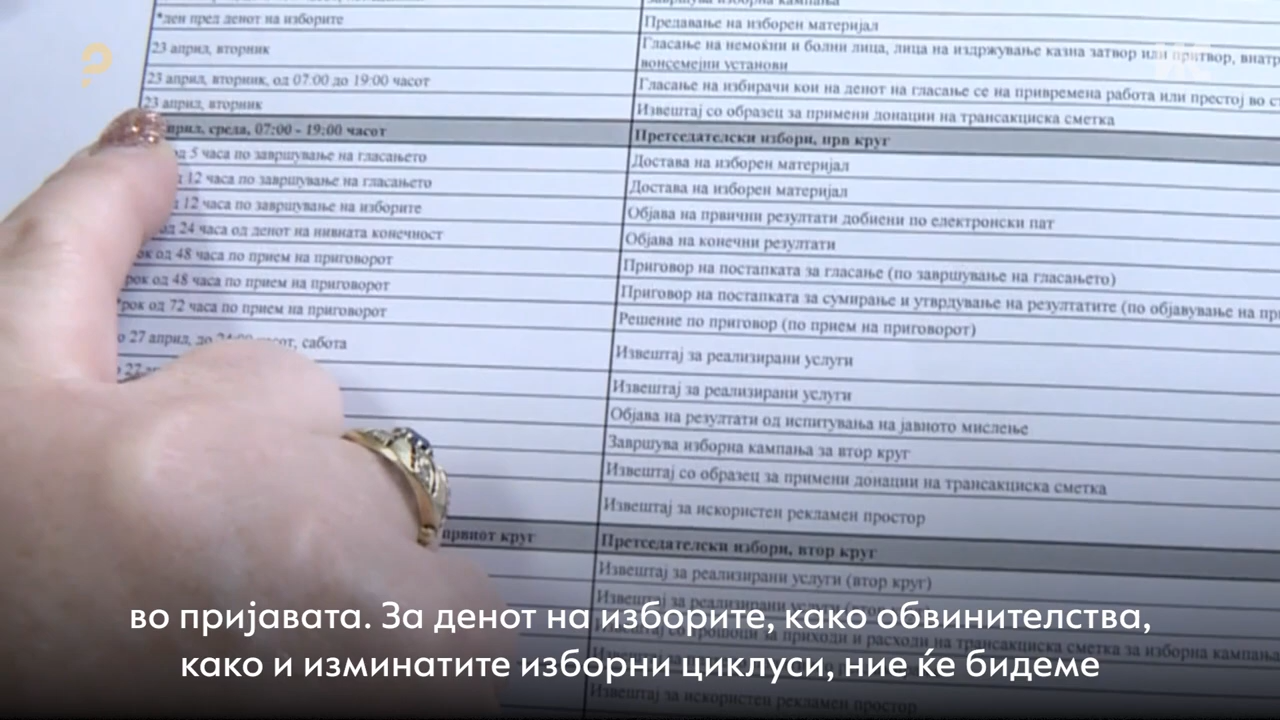 *ден пред денот на изборите
Предавање на изборен материјал
23 април, вторник
Гласање на немоќни и болни лица, лица на издржување казна затвор или притвор, внатр
вонсемејни установи
23 април, вторник, од 07:00 до 19:00 часот
Гласање на избирачи кои на денот на гласање се на привремена работа или престој во
23 април, вторник
Извештај со образец за примени донации на трансакциска сметка
прил, среда, 07:00 - 19:00 часот
Претседателски избори, прв круг
од 5 часа по завршување на гласањето
Достава на изборен материјал
12 часа по завршување на гласањето
Достава на изборен материјал
12 часа по завршување на изборите
Објава на првични резултати добиени по електронски пат
од 24 часа од денот на нивната конечност
Објава на конечни резултати
ок од 48 часа по прием на приговорот
Приговор на постапката за гласање (по завршување на гласањето)
рок од 48 часа по прием на приговорот
Приговор на постапката за сумирање и утврдување на резултатите (по објавување на
*рок од 72 часа по прием на приговорот
Решение по приговор (по прием на приговорот)
о 27 април, до 24:00 часот, сабота
Извештај за реализирани услуги
27
Извештај за реализирани услуги
Објава на резултати од испитувања на јавното мислење
Завршува изборна кампања за втор круг
Извештај со образец за примени донации на трансакциска сметка
Извештај за искористен рекламен простор
првиот круг
Претседателски избори, втор круг
Извештај за реализирани услуги (втор круг)
Извештај за искористен рекламен простор
во пријавата. За денот на изборите, како обвинителства,
како и изминатите изборни циклуси, ние ќе бидеме